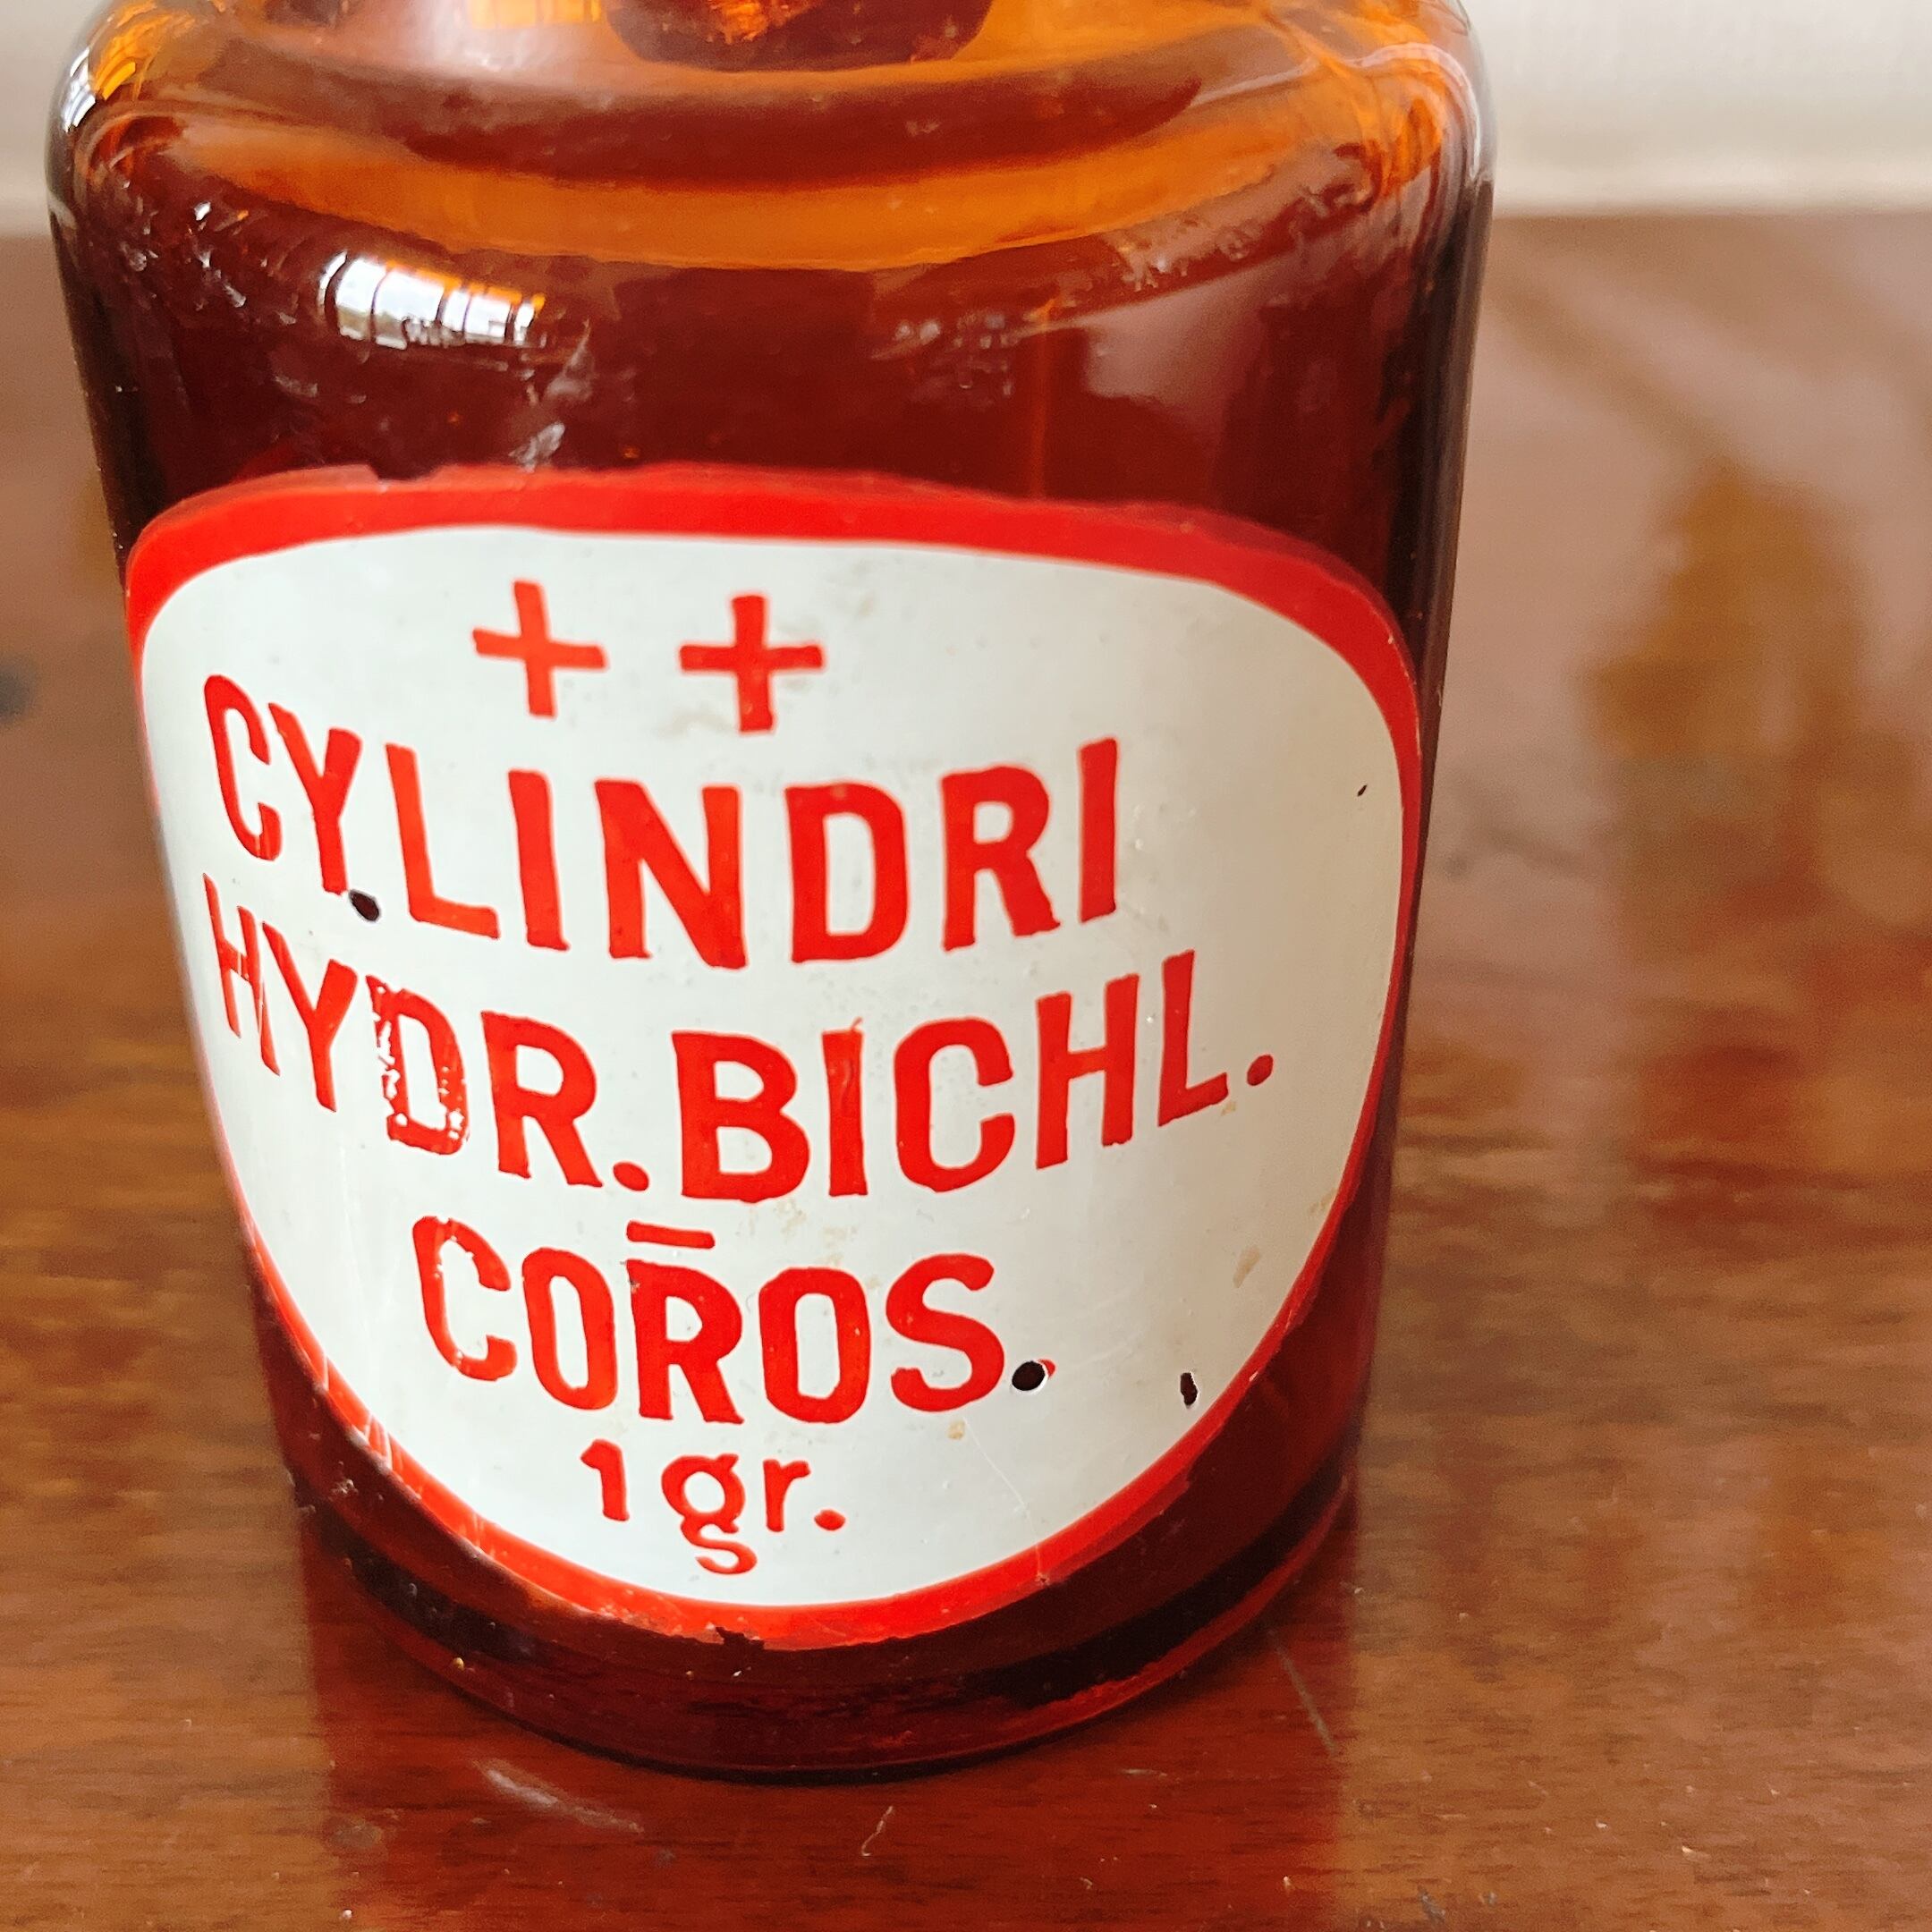 ++
CYLINDRI
HYDR.BICHL.
COR̄OS.
1gr.